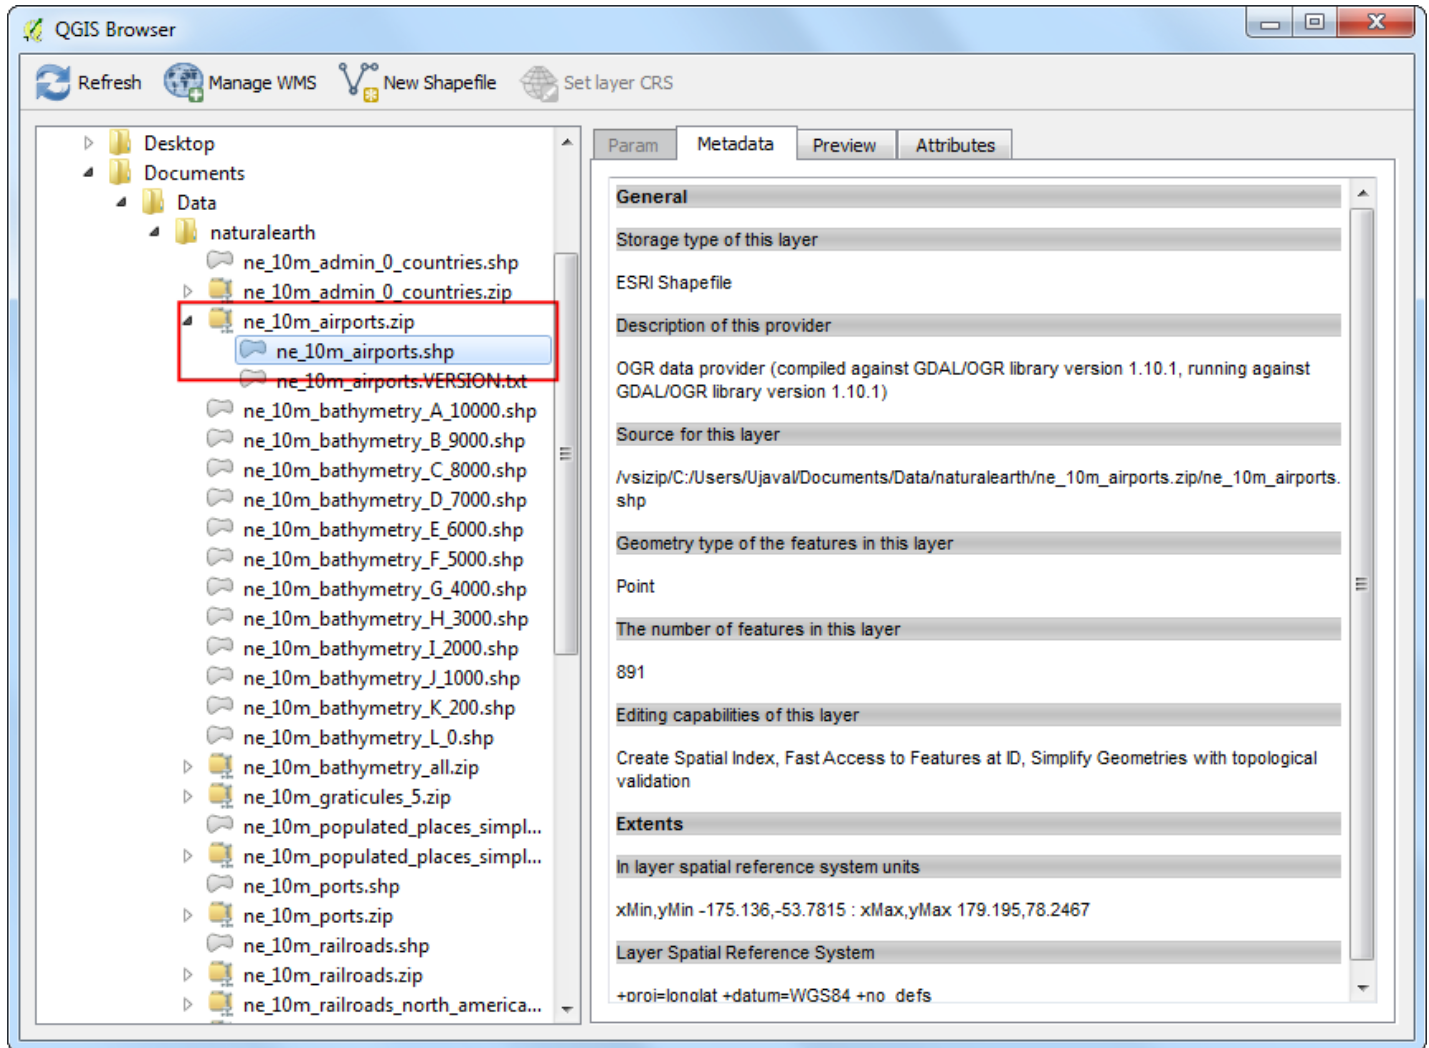 QGIS Browser
Refresh
Manage WMS
New Shapefile
Set layer CRS
Desktop
Documents
Data
naturalearth
ne_10m_admin_0_countries.shp
ne_10m_admin_0_countries.zip
ne_10m_airports.zip
ne_10m_airports.shp
ne_10m_airports.VERSION.txt
ne_10m_bathymetry_A_10000.shp
ne_10m_bathymetry_B_9000.shp
ne_10m_bathymetry_C_8000.shp
ne_10m_bathymetry_D_7000.shp
ne_10m_bathymetry_E_6000.shp
ne_10m_bathymetry_F_5000.shp
ne_10m_bathymetry_G_4000.shp
ne_10m_bathymetry_H_3000.shp
ne_10m_bathymetry_I_2000.shp
ne_10m_bathymetry_J_1000.shp
ne_10m_bathymetry_K_200.shp
ne_10m_bathymetry_L_0.shp
ne_10m_bathymetry_all.zip
ne_10m_graticules_5.zip
ne_10m_populated_places_simpl...
ne_10m_populated_places_simpl...
ne_10m_ports.shp
ne_10m_ports.zip
ne_10m_railroads.shp
ne_10m_railroads.zip
ne_10m_railroads_north_america...
Param
Metadata
Preview
Attributes
General
Storage type of this layer
ESRI Shapefile
Description of this provider
OGR data provider (compiled against GDAL/OGR library version 1.10.1, running against
GDAL/OGR library version 1.10.1)
Source for this layer
/vsizip/C:/Users/Ujaval/Documents/Data/naturalearth/ne_10m_airports.zip/ne_10m_airports.
shp
Geometry type of the features in this layer
Point
The number of features in this layer
891
Editing capabilities of this layer
Create Spatial Index, Fast Access to Features at ID, Simplify Geometries with topological
validation
Extents
In layer spatial reference system units
xMin,yMin -175.136,-53.7815 : xMax,yMax 179.195,78.2467
Layer Spatial Reference System
+proj=longlat +datum=WGS84 +no_defs